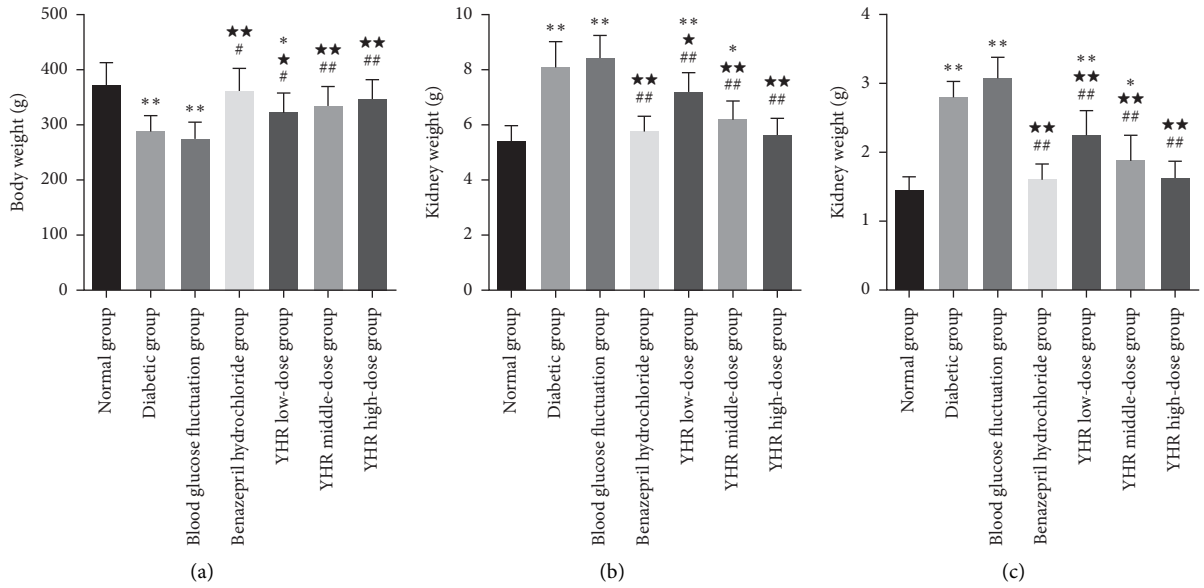 Body weight (g)
500
400
300
200
100
0
** ** ★★ # * ★ # ★★ ## ★★ ##
Normal group
Diabetic group
Blood glucose fluctuation group
Benazepril hydrochloride group
YHR low-dose group
YHR middle-dose group
YHR high-dose group
(a)
Kidney weight (g)
10
8
6
4
2
0
** ** ★★ ## ** ★ ## * ★★ ## ★★ ##
Normal group
Diabetic group
Blood glucose fluctuation group
Benazepril hydrochloride group
YHR low-dose group
YHR middle-dose group
YHR high-dose group
(b)
Kidney weight (g)
4
3
2
1
0
** ** ★★ ## ** ★★ ## * ★★ ## ★★ ##
Normal group
Diabetic group
Blood glucose fluctuation group
Benazepril hydrochloride group
YHR low-dose group
YHR middle-dose group
YHR high-dose group
(c)